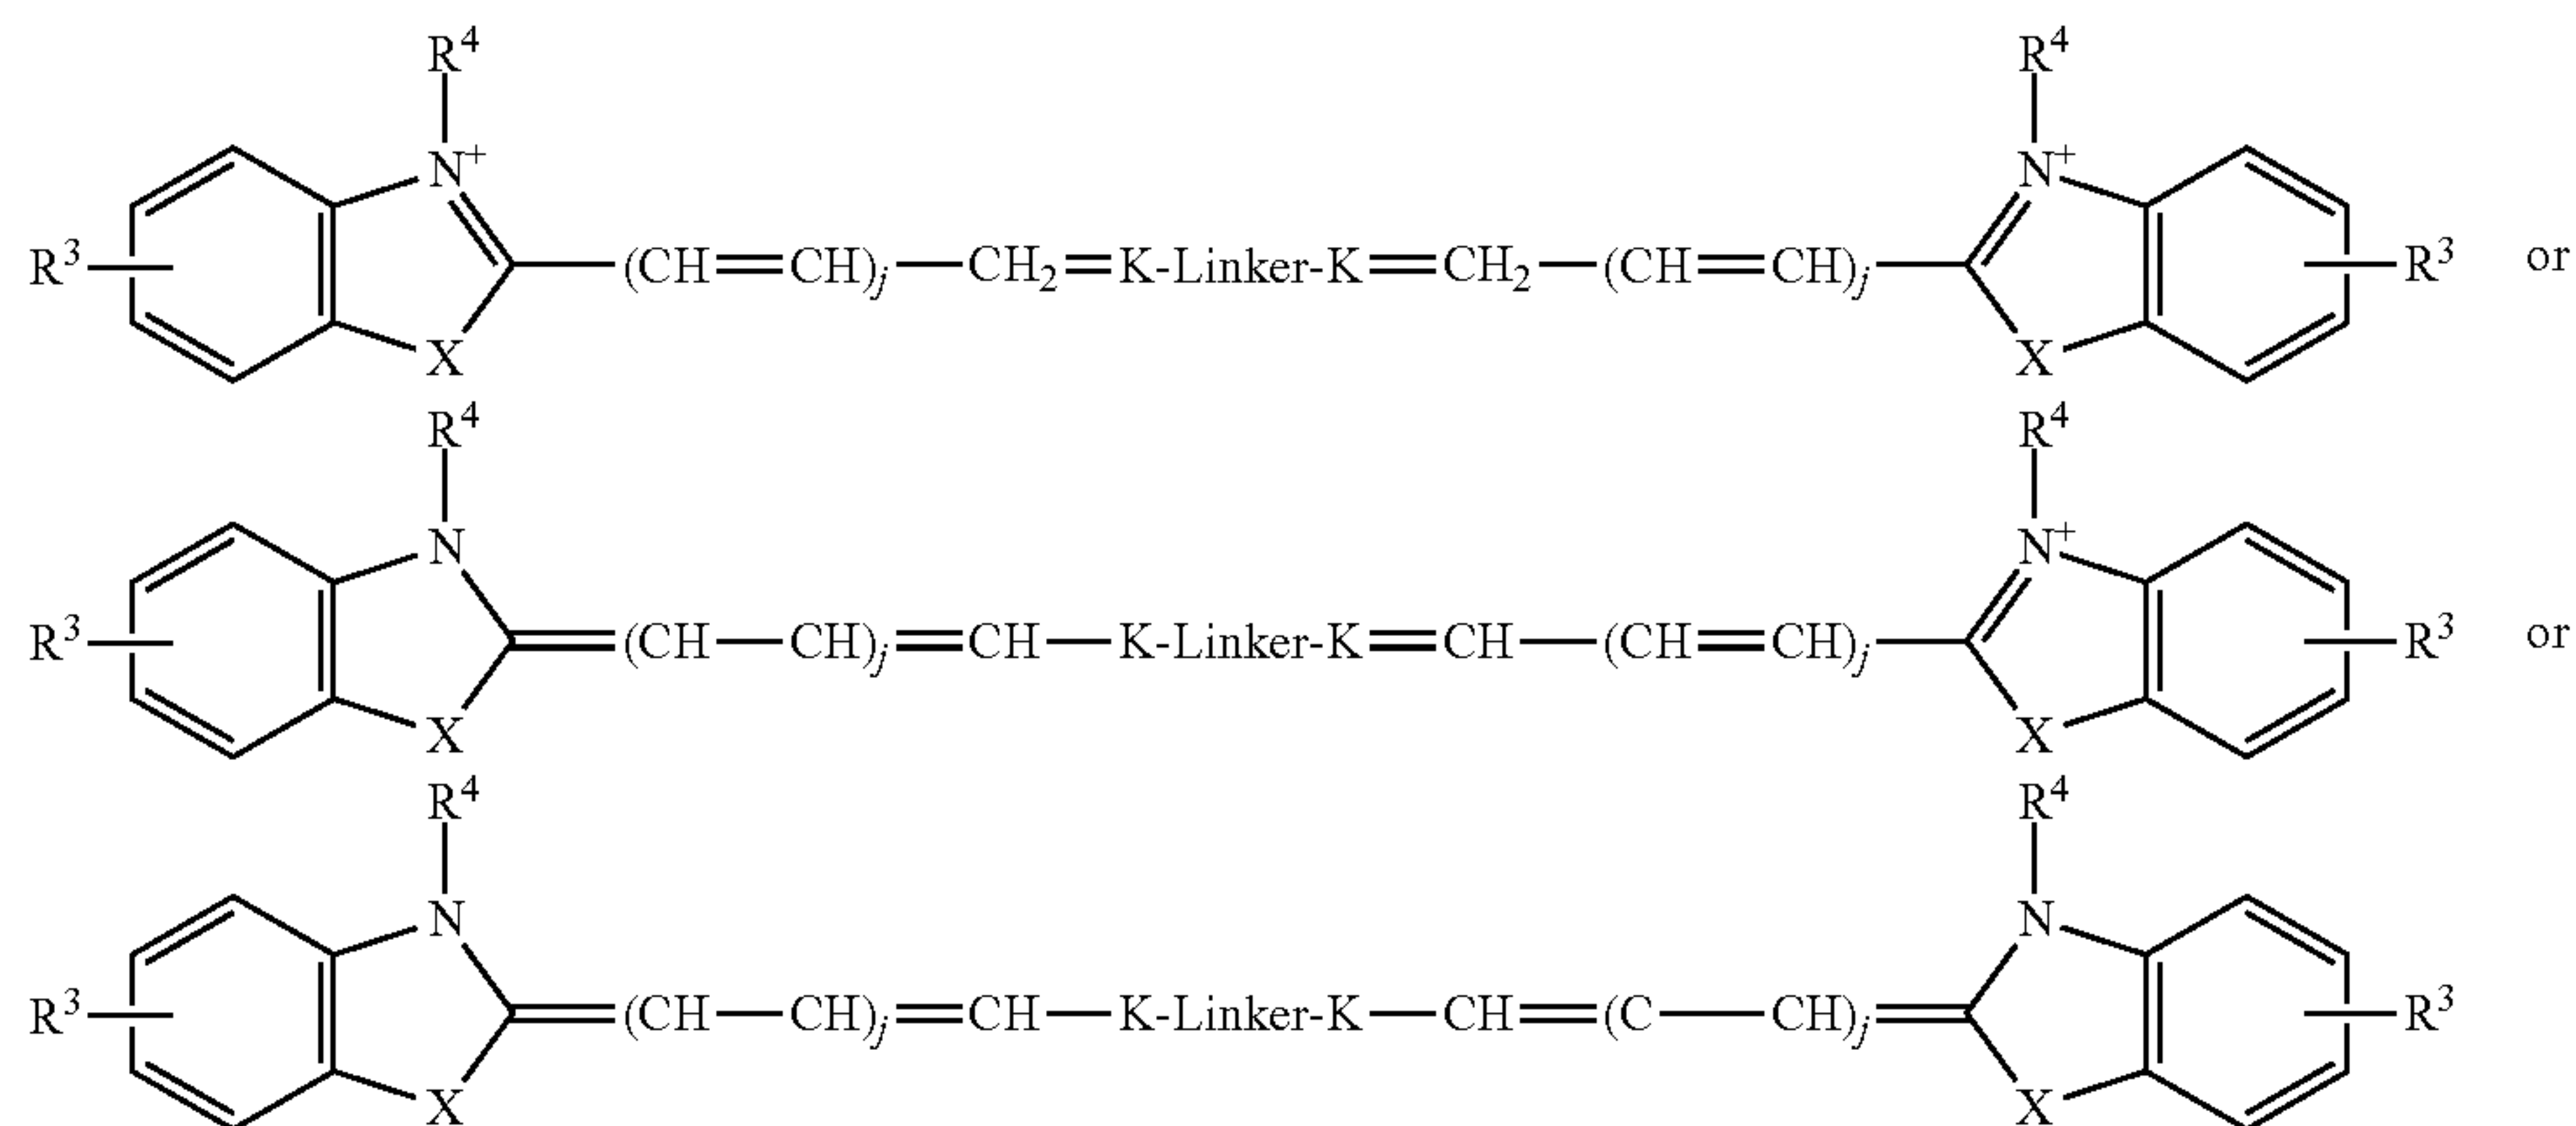 R⁴ R⁴
N⁺ N⁺
R³ (CH=CH)ⱼ—CH₂=K-Linker-K=CH₂—(CH=CH)ⱼ R³ or
X X
R⁴ R⁴
N N⁺
R³ =(CH—CH)ⱼ=CH—K-Linker-K=CH—(CH=CH)ⱼ R³ or
X X
R⁴ R⁴
N N
R³ =(CH—CH)ⱼ=CH—K-Linker-K—CH=(C—CH)ⱼ= R³
X X